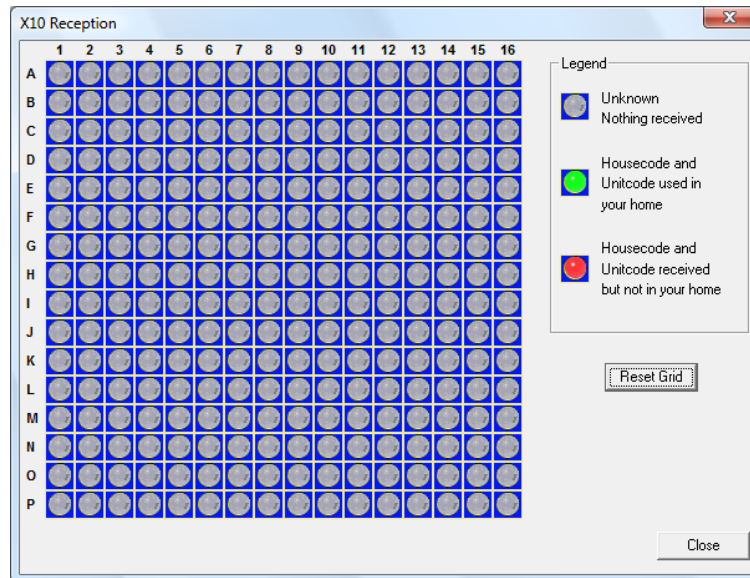 X10 Reception
1 2 3 4 5 6 7 8 9 10 11 12 13 14 15 16
A
B
C
D
E
F
G
H
I
J
K
L
M
N
O
P
Legend
Unknown
Nothing received
Housecode and
Unitcode used in
your home
Housecode and
Unitcode received
but not in your home
Reset Grid
Close